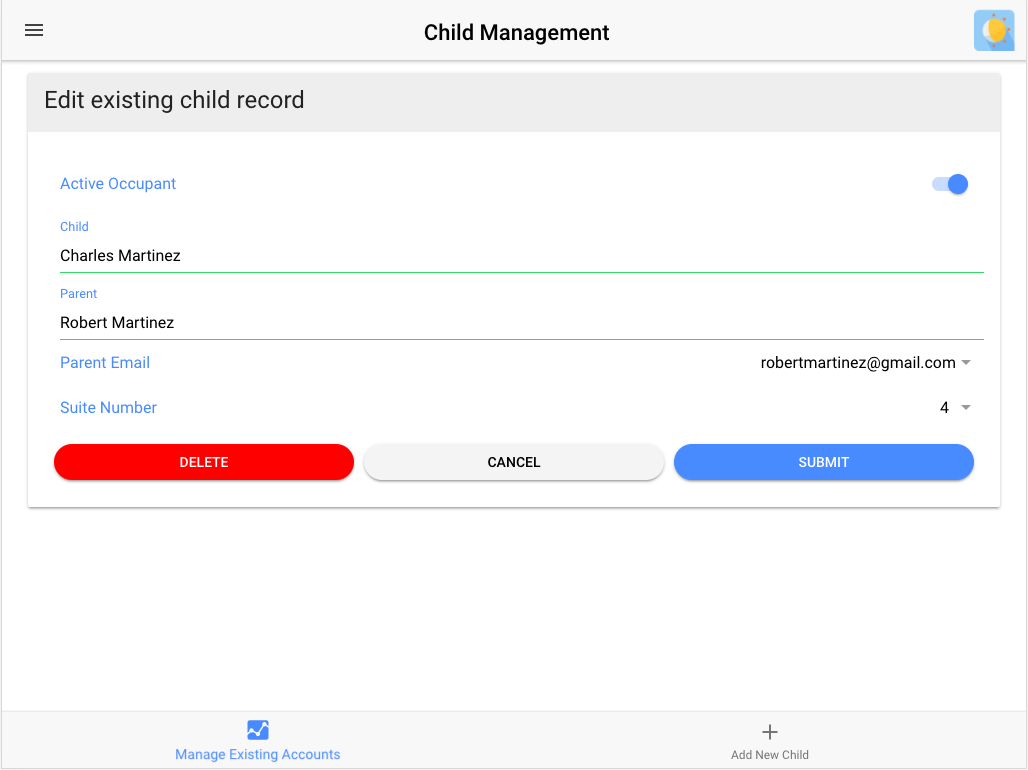 Child Management
Edit existing child record
Active Occupant
Child
Charles Martinez
Parent
Robert Martinez
Parent Email robertmartinez@gmail.com
Suite Number 4
DELETE CANCEL SUBMIT
Manage Existing Accounts Add New Child